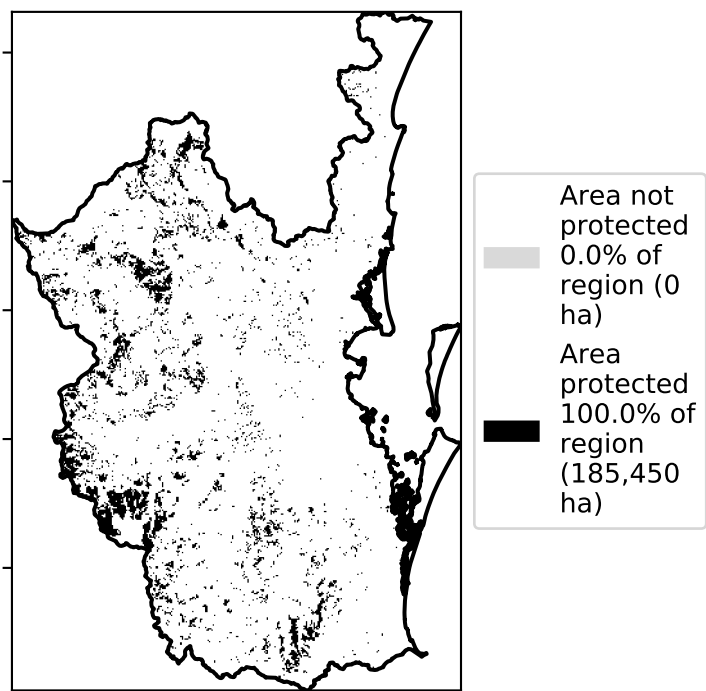 Area not
protected
0.0% of
region (0
ha)
Area
protected
100.0% of
region
(185,450
ha)